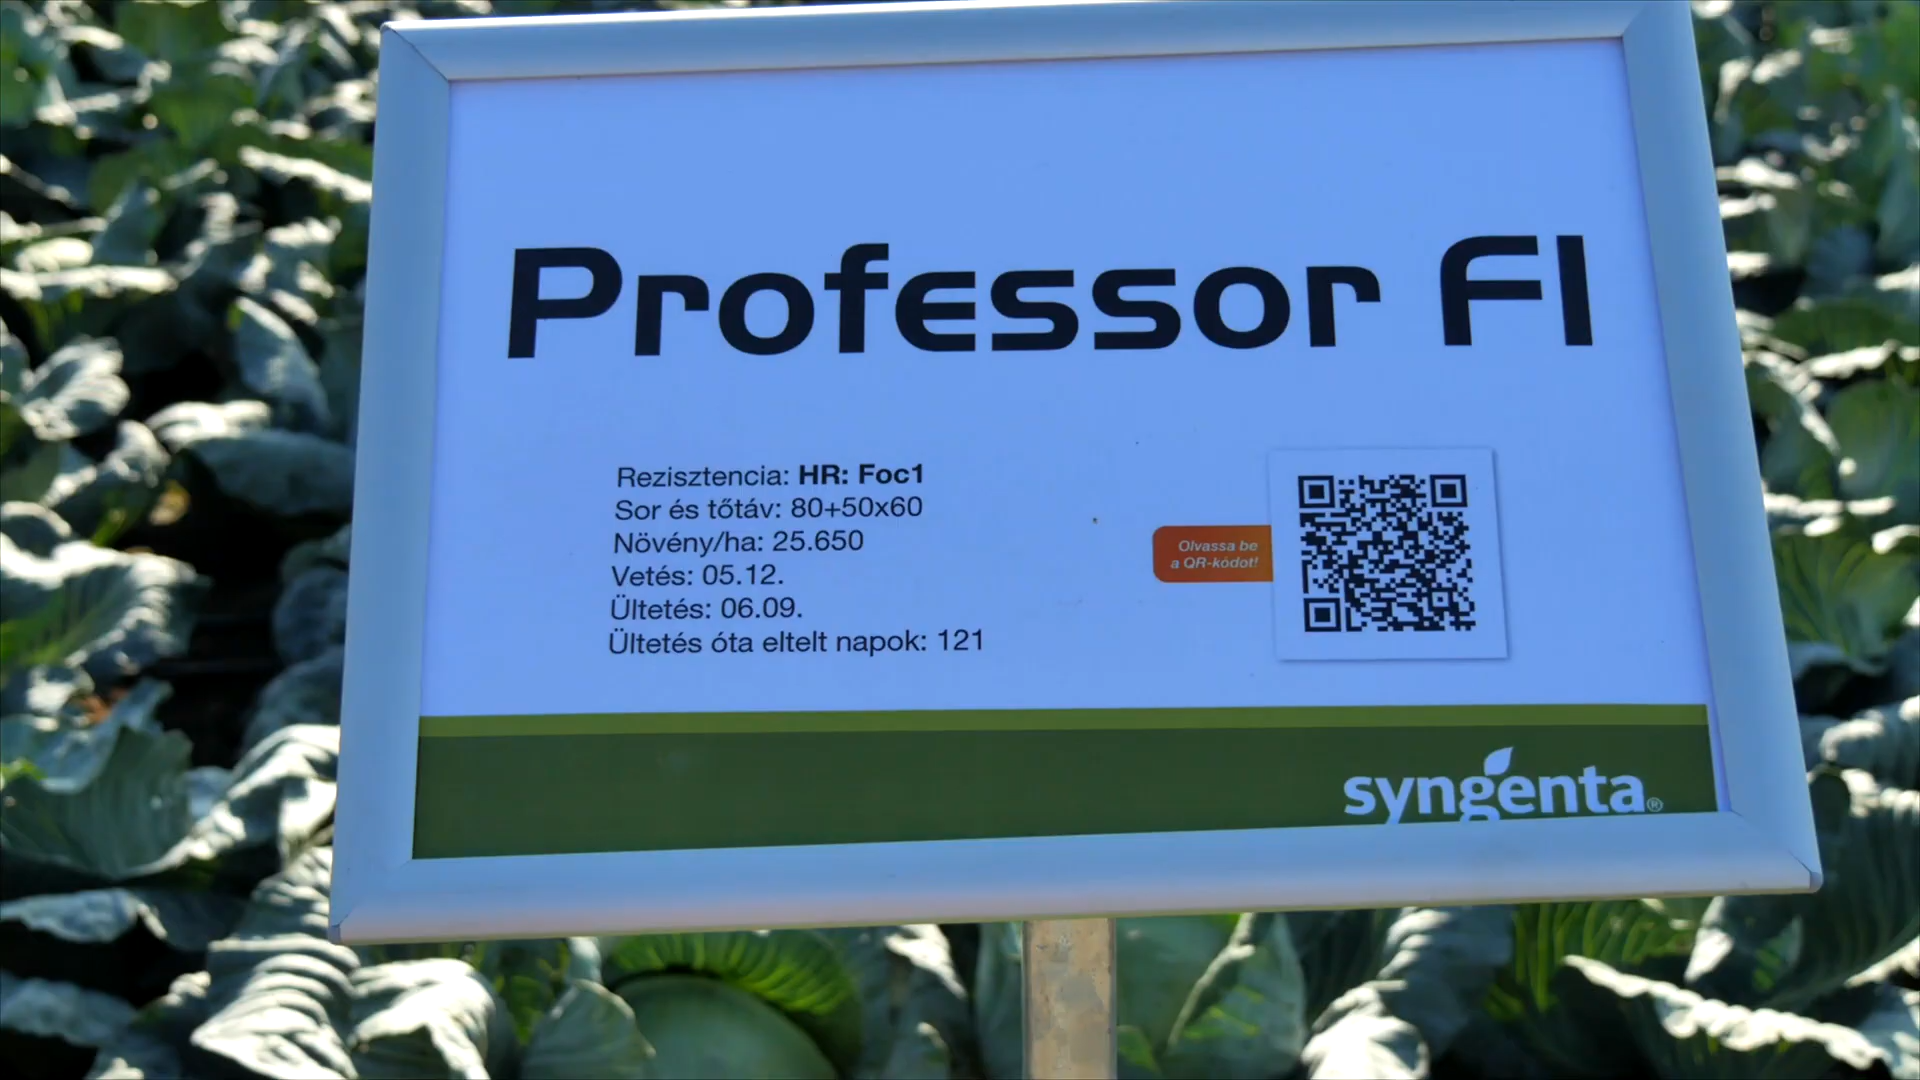 Professor F1
Rezisztencia: HR: Foc1
Sor és tőtáv: 80+50x60
Növény/ha: 25.650
Vetés: 05.12.
Ültetés: 06.09.
Ültetés óta eltelt napok: 121
Olvassa be
a QR-kódot!
syngenta®